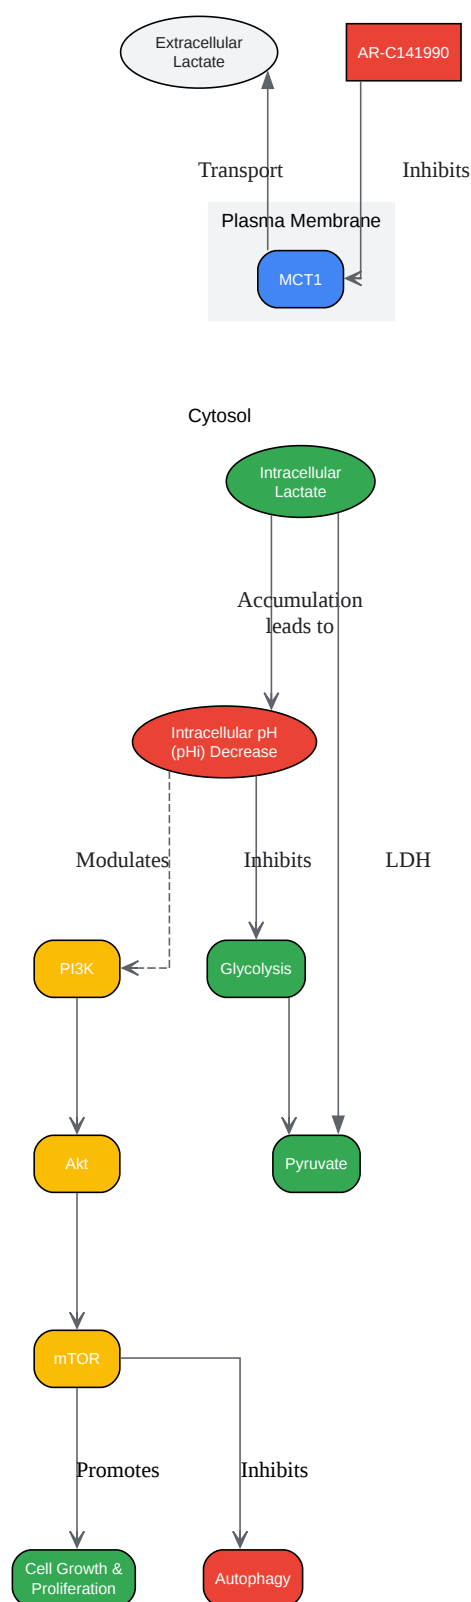 Extracellular
Lactate
AR-C141990
Transport
Inhibits
Plasma Membrane
MCT1
Cytosol
Intracellular
Lactate
Accumulation
leads to
Intracellular pH
(pHi) Decrease
Modulates
Inhibits
LDH
PI3K
Glycolysis
Akt
Pyruvate
mTOR
Promotes
Inhibits
Cell Growth &
Proliferation
Autophagy